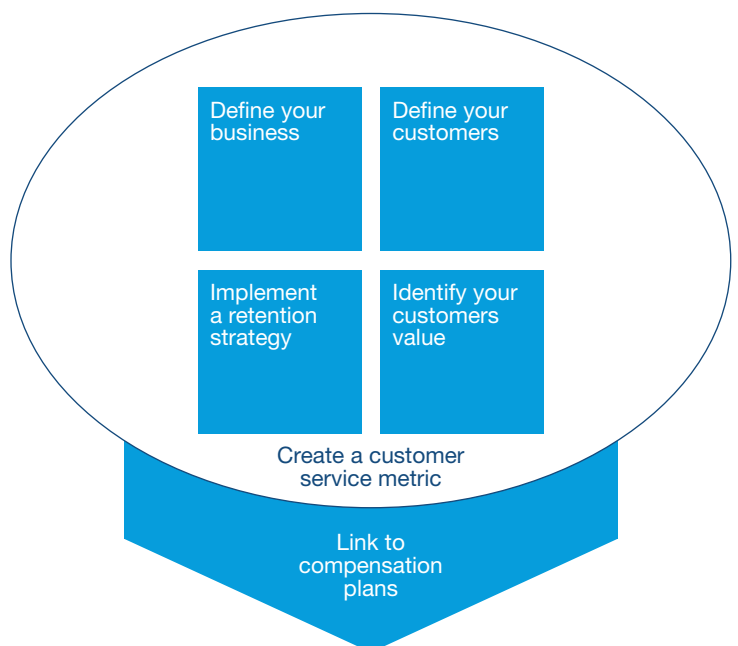 Define your
business
Define your
customers
Implement
a retention
strategy
Identify your
customers
value
Create a customer
service metric
Link to
compensation
plans